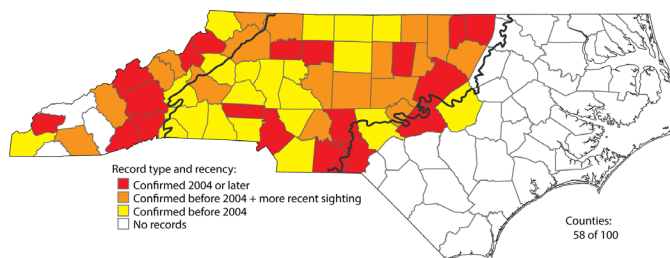 Record type and recency:
Confirmed 2004 or later
Confirmed before 2004 + more recent sighting
Confirmed before 2004
No records
Counties:
58 of 100